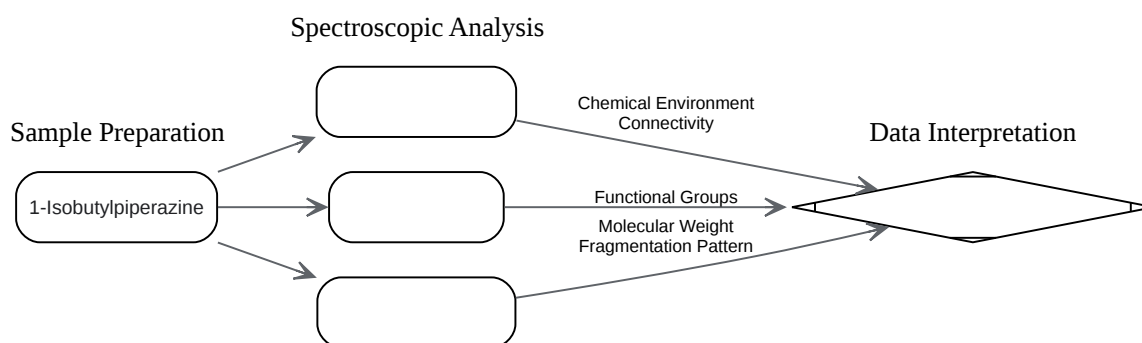 Spectroscopic Analysis
Sample Preparation
1-Isobutylpiperazine
Chemical Environment
Connectivity
Functional Groups
Molecular Weight
Fragmentation Pattern
Data Interpretation